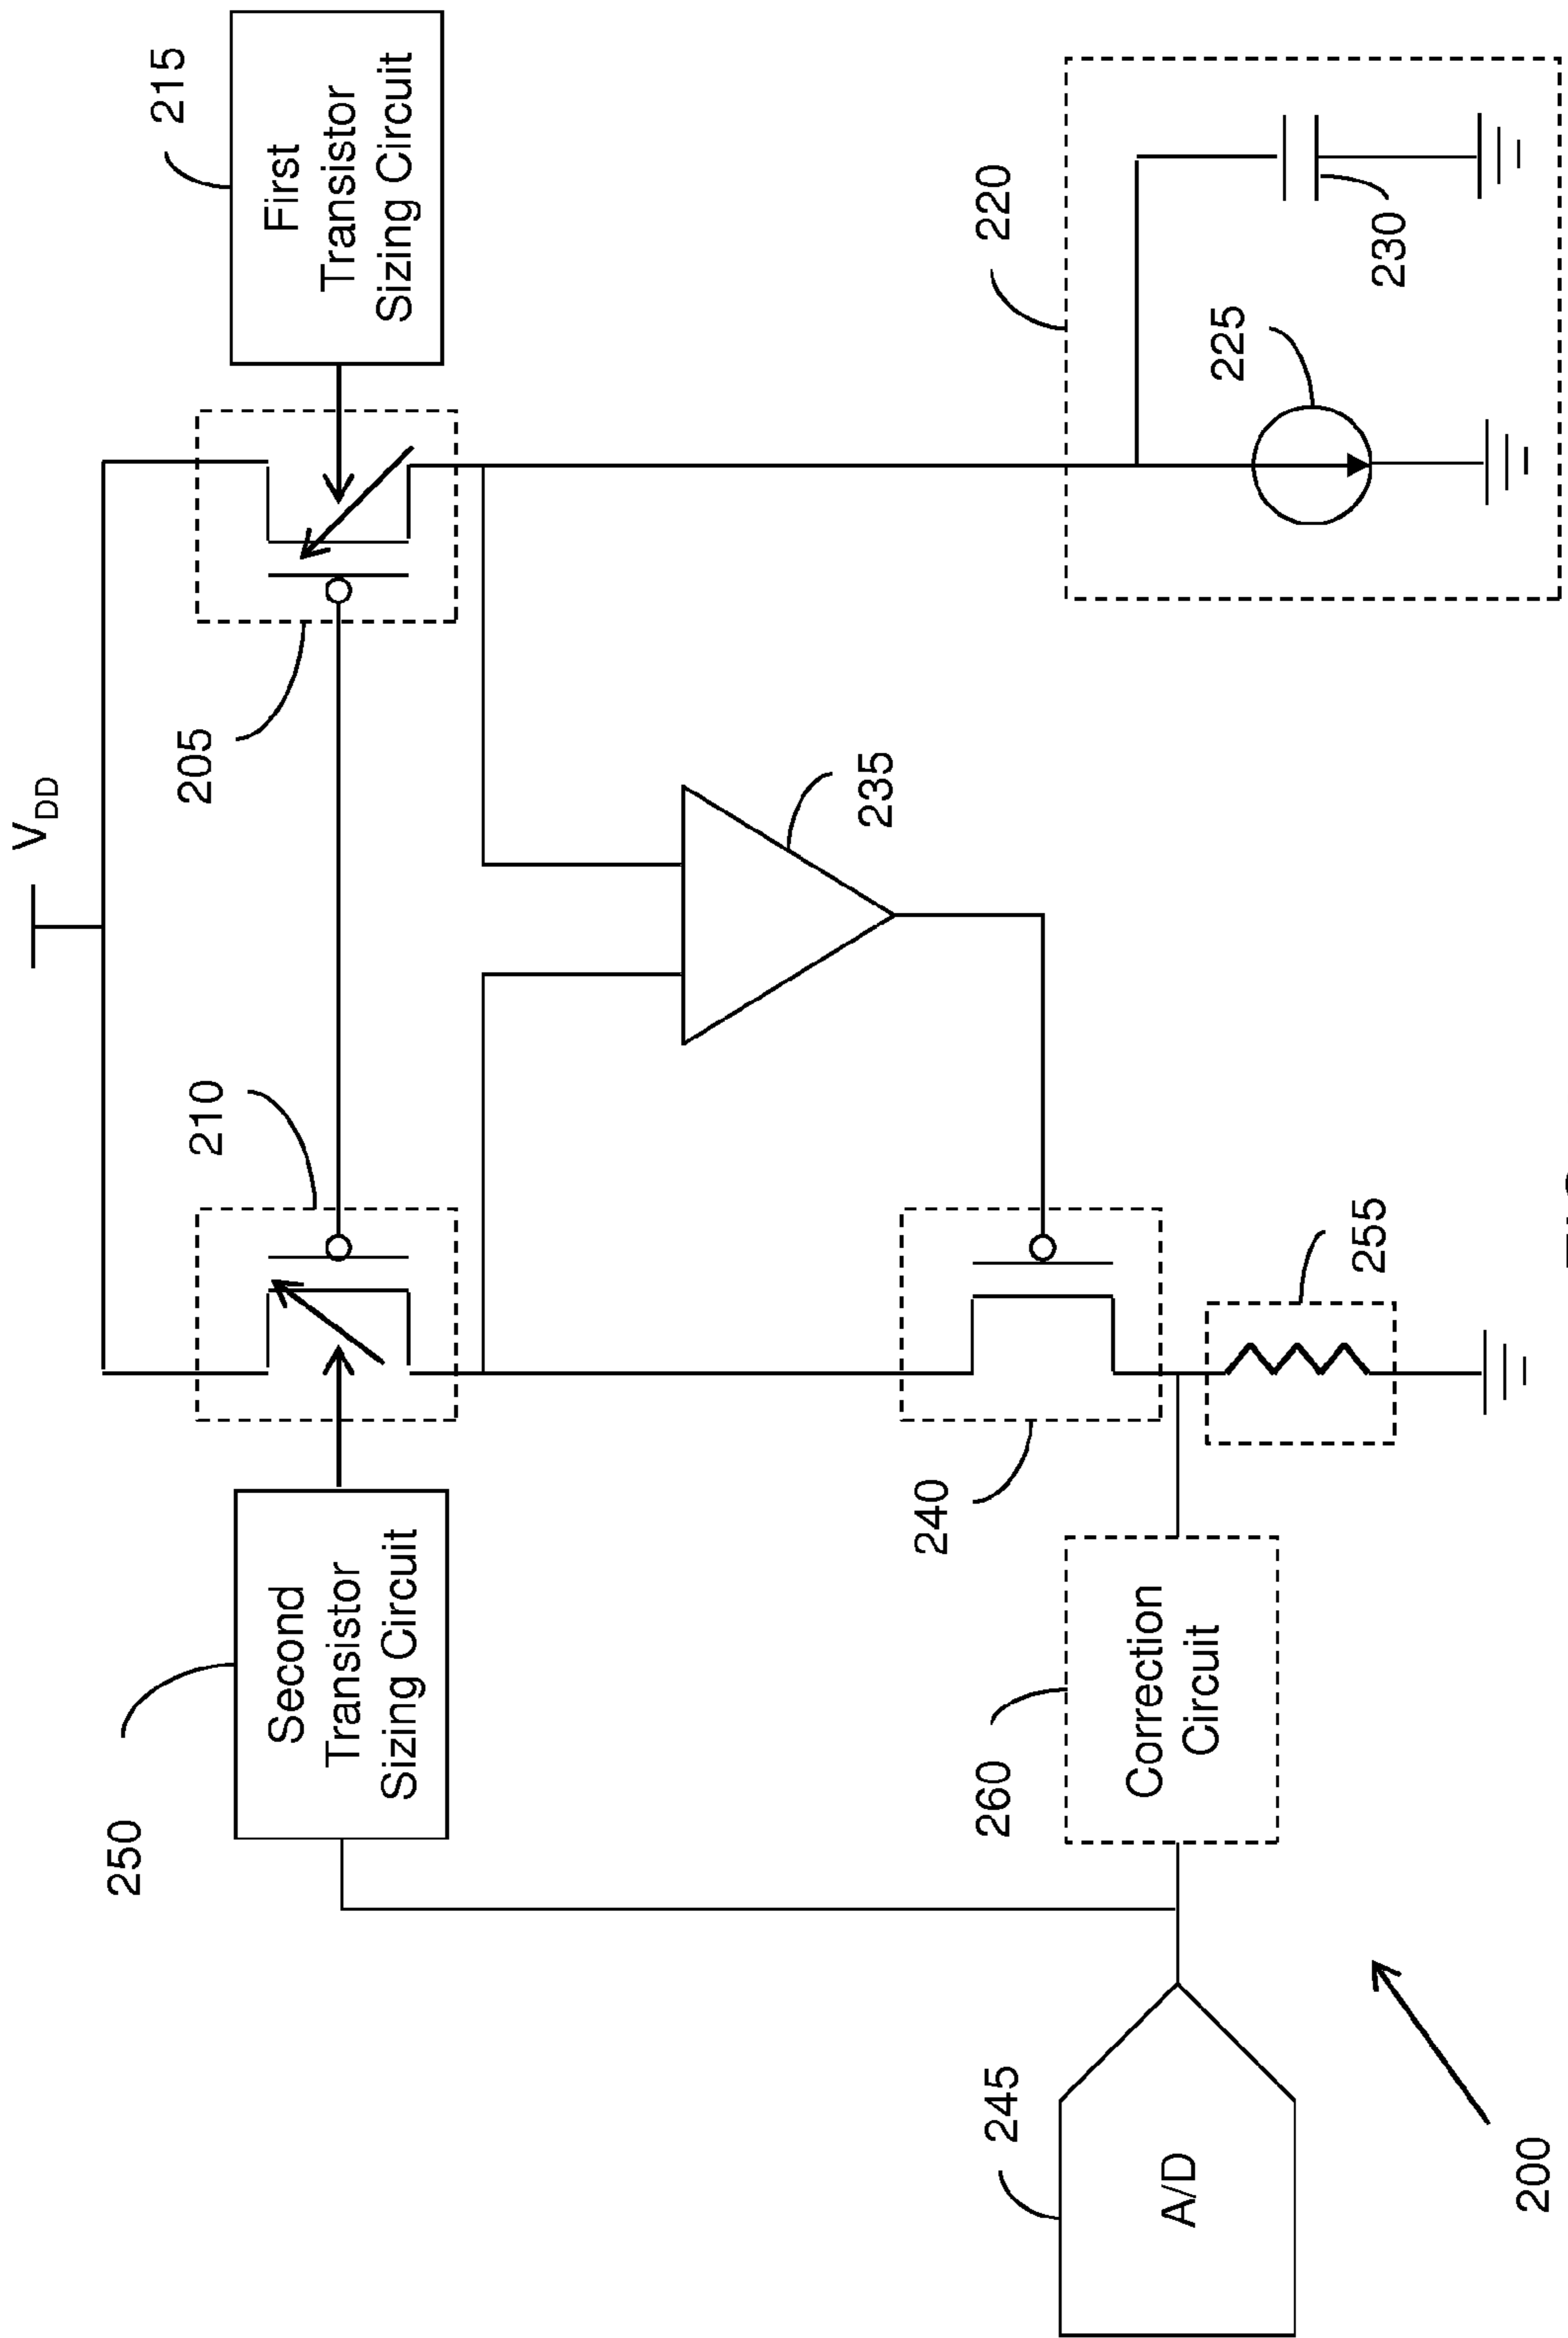 V_DD
215
First
Transistor
Sizing Circuit
205
210
250
Second
Transistor
Sizing Circuit
235
220
225
230
240
255
260
Correction
Circuit
245
A/D
200